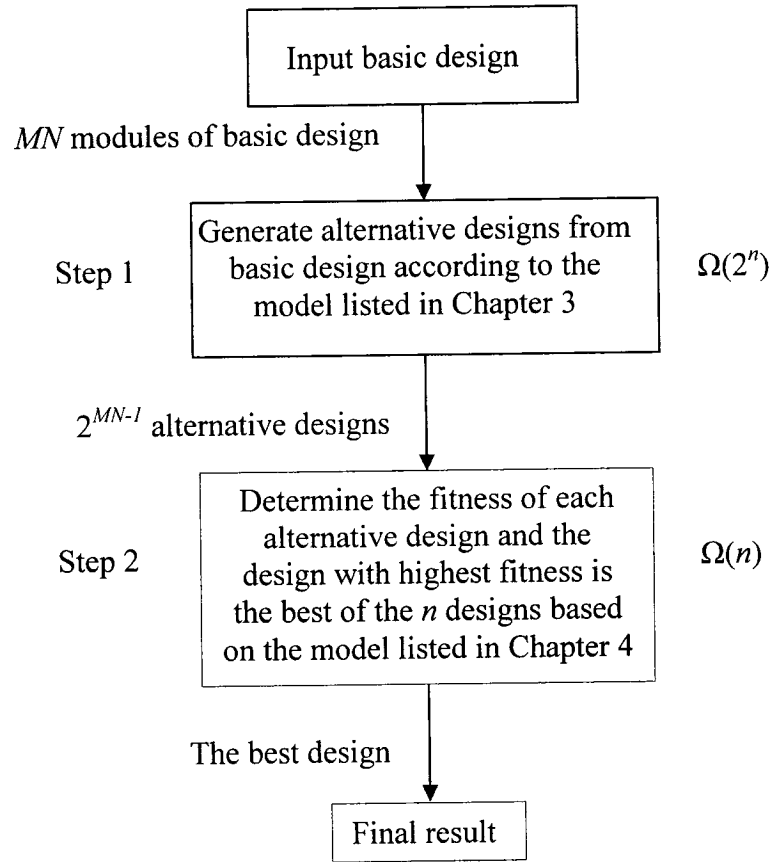 Input basic design
MN modules of basic design
Step 1
Generate alternative designs from
basic design according to the
model listed in Chapter 3
Ω(2ⁿ)
2^{MN-1} alternative designs
Step 2
Determine the fitness of each
alternative design and the
design with highest fitness is
the best of the n designs based
on the model listed in Chapter 4
Ω(n)
The best design
Final result